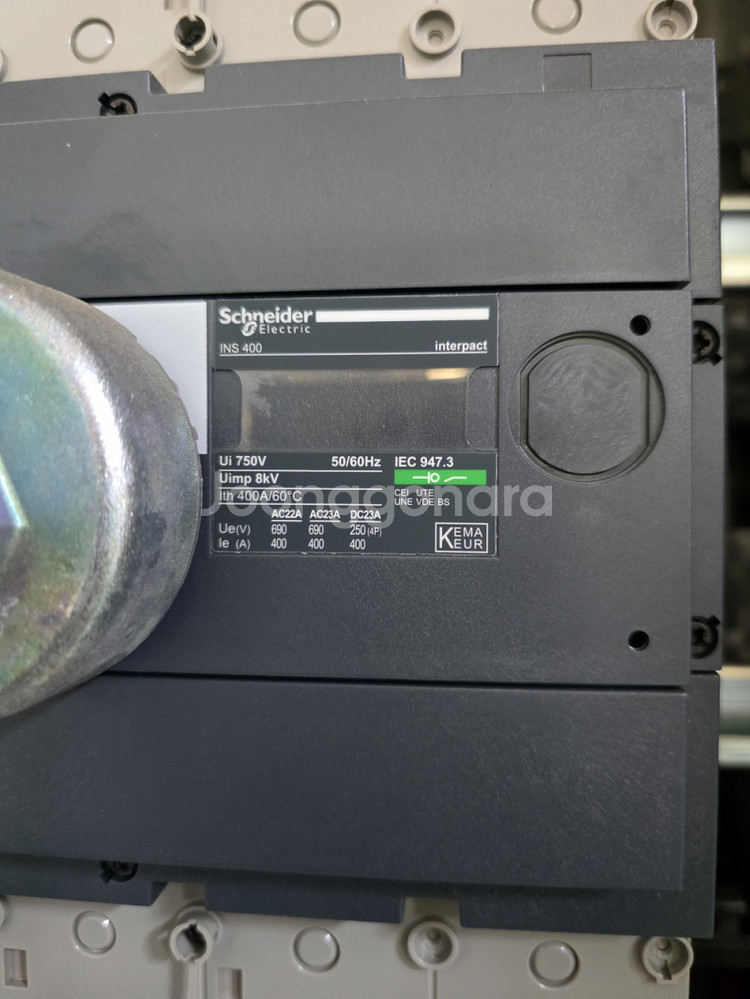 Schneider
Electric
INS 400 interpact
Ui 750V 50/60Hz IEC 947.3
Uimp 8kV
Ith 400A/60°C
CEI UTE
UNE VDE BS
AC22A AC23A DC23A
Ue(V) 690 690 250(4P)
Ie (A) 400 400 400
KEMA
KEUR
Joonggonara